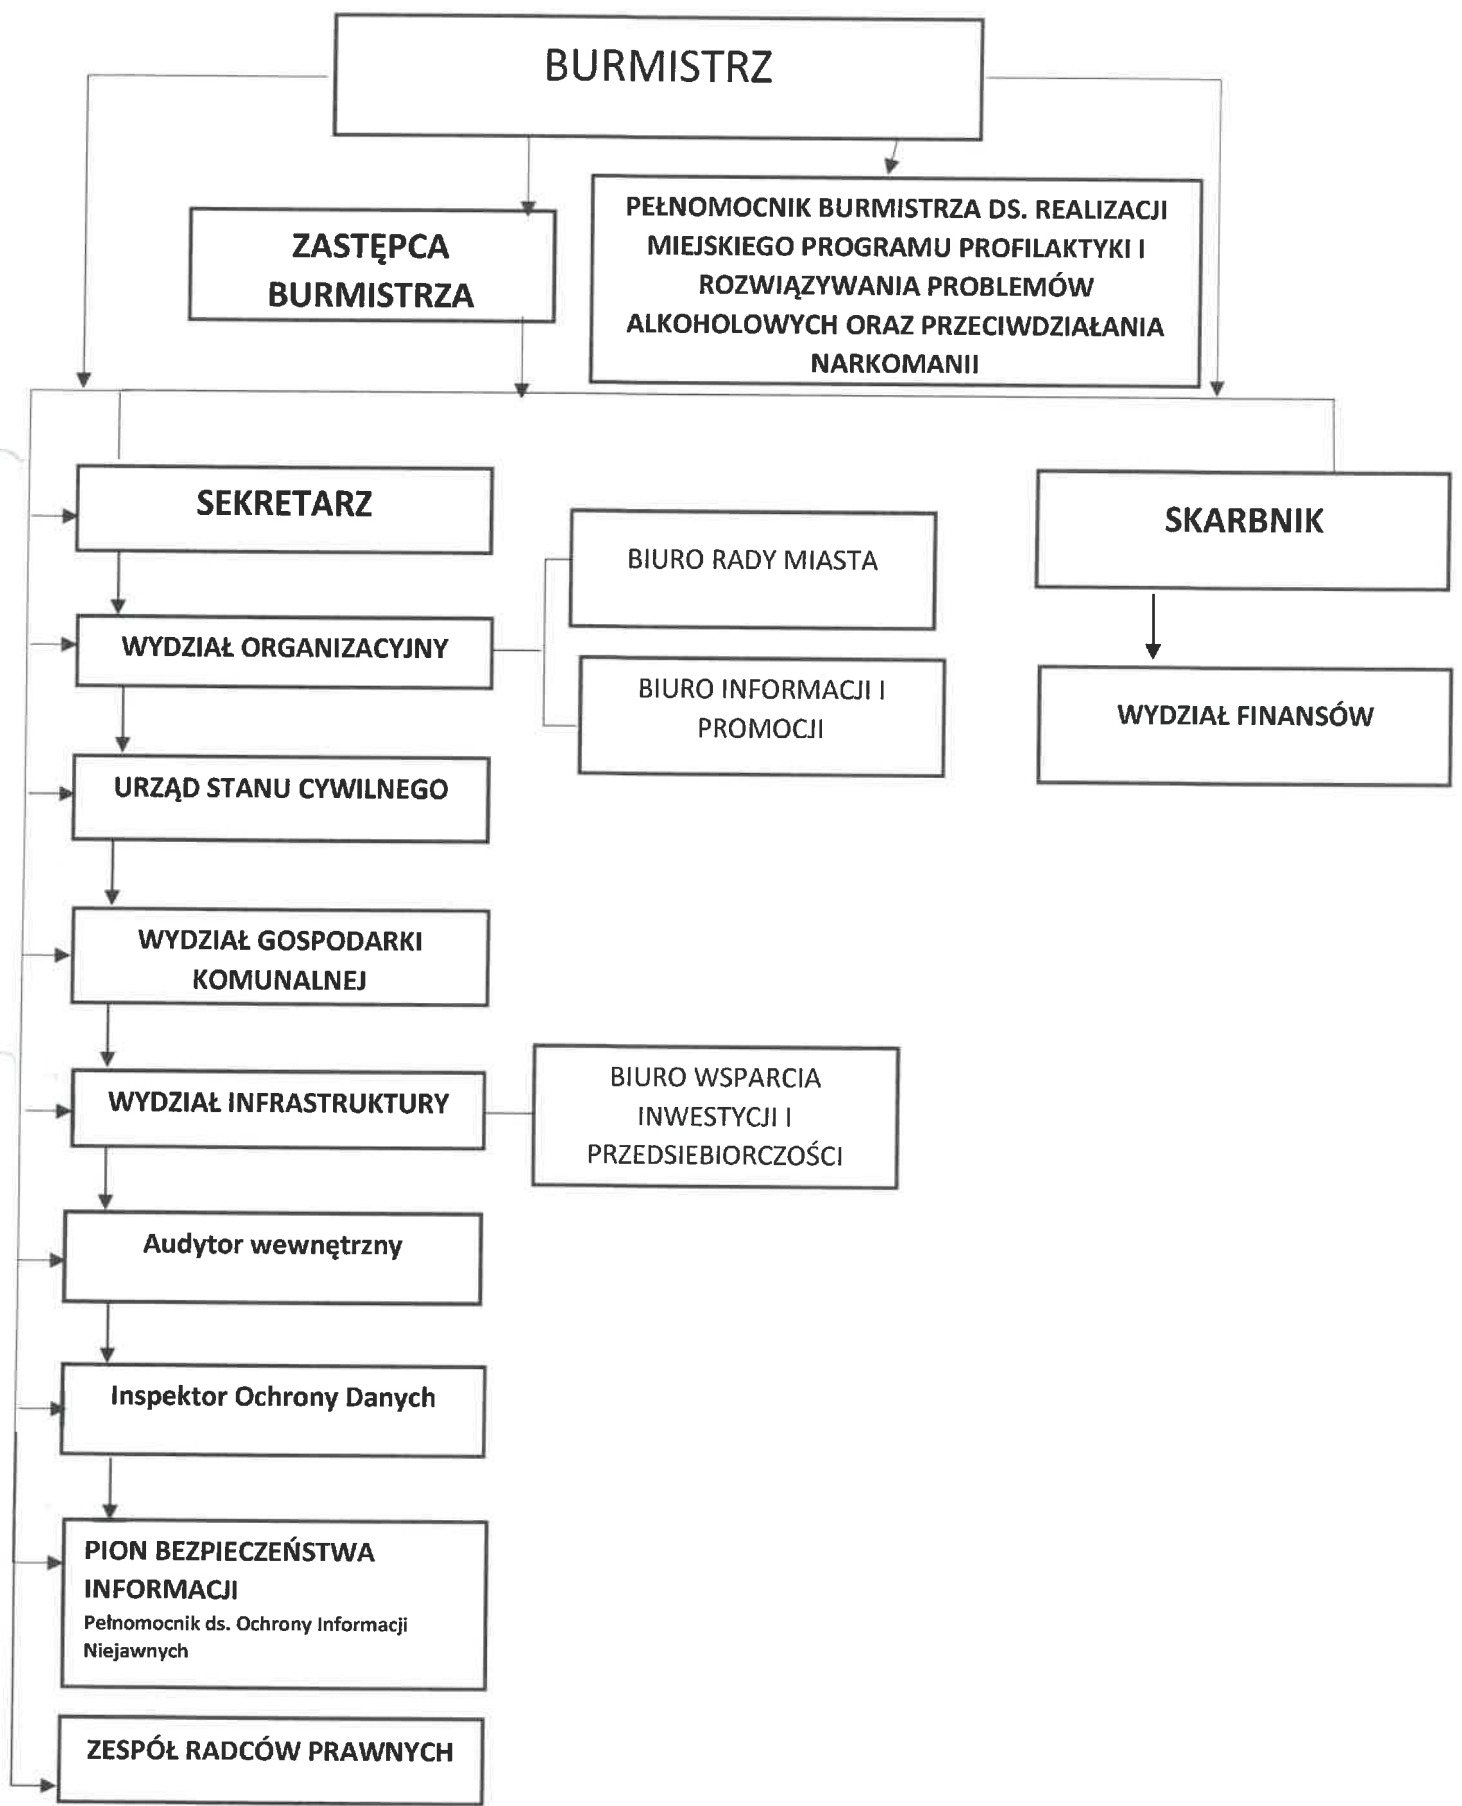 BURMISTRZ
ZASTĘPCA
BURMISTRZA
PEŁNOMOCNIK BURMISTRZA DS. REALIZACJI
MIEJSKIEGO PROGRAMU PROFILAKTYKI I
ROZWIĄZYWANIA PROBLEMÓW
ALKOHOLOWYCH ORAZ PRZECIWDZIAŁANIA
NARKOMANII
SEKRETARZ
SKARBNIK
BIURO RADY MIASTA
WYDZIAŁ ORGANIZACYJNY
BIURO INFORMACJI I
PROMOCJI
WYDZIAŁ FINANSÓW
URZĄD STANU CYWILNEGO
WYDZIAŁ GOSPODARKI
KOMUNALNEJ
WYDZIAŁ INFRASTRUKTURY
BIURO WSPARCIA
INWESTYCJI I
PRZEDSIEBIORCZOŚCI
Audytor wewnętrzny
Inspektor Ochrony Danych
PION BEZPIECZEŃSTWA
INFORMACJI
Pełnomocnik ds. Ochrony Informacji
Niejawnych
ZESPÓŁ RADCÓW PRAWNYCH